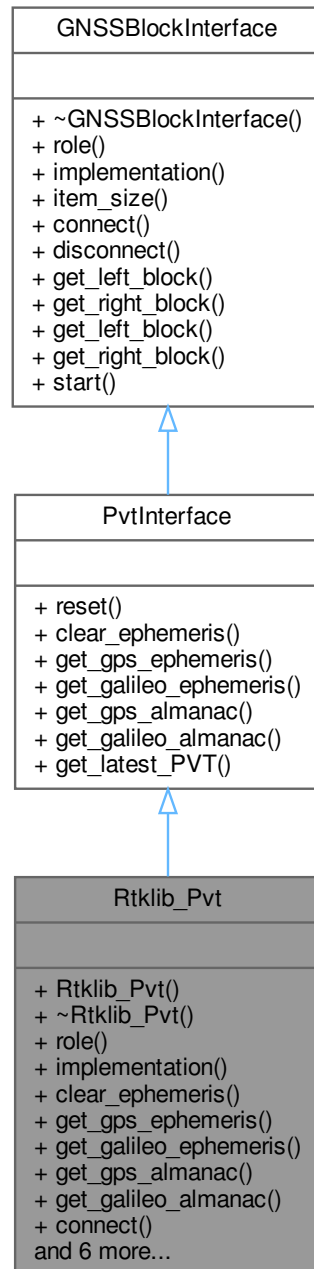 GNSSBlockInterface
+ ~GNSSBlockInterface()
+ role()
+ implementation()
+ item_size()
+ connect()
+ disconnect()
+ get_left_block()
+ get_right_block()
+ get_left_block()
+ get_right_block()
+ start()
PvtInterface
+ reset()
+ clear_ephemeris()
+ get_gps_ephemeris()
+ get_galileo_ephemeris()
+ get_gps_almanac()
+ get_galileo_almanac()
+ get_latest_PVT()
Rtklib_Pvt
+ Rtklib_Pvt()
+ ~Rtklib_Pvt()
+ role()
+ implementation()
+ clear_ephemeris()
+ get_gps_ephemeris()
+ get_galileo_ephemeris()
+ get_gps_almanac()
+ get_galileo_almanac()
+ connect()
and 6 more...